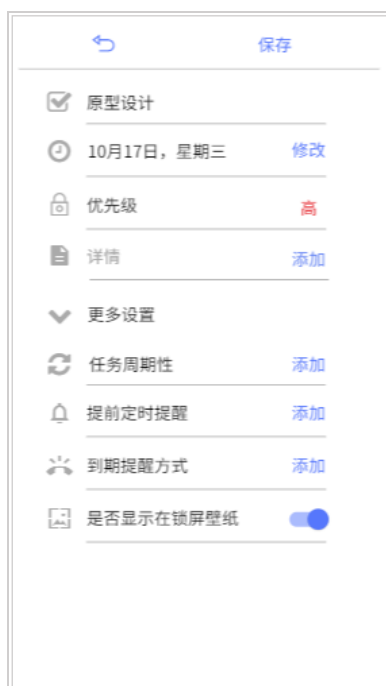 保存
原型设计
10月17日，星期三 修改
优先级 高
详情 添加
更多设置
任务周期性 添加
提前定时提醒 添加
到期提醒方式 添加
是否显示在锁屏壁纸